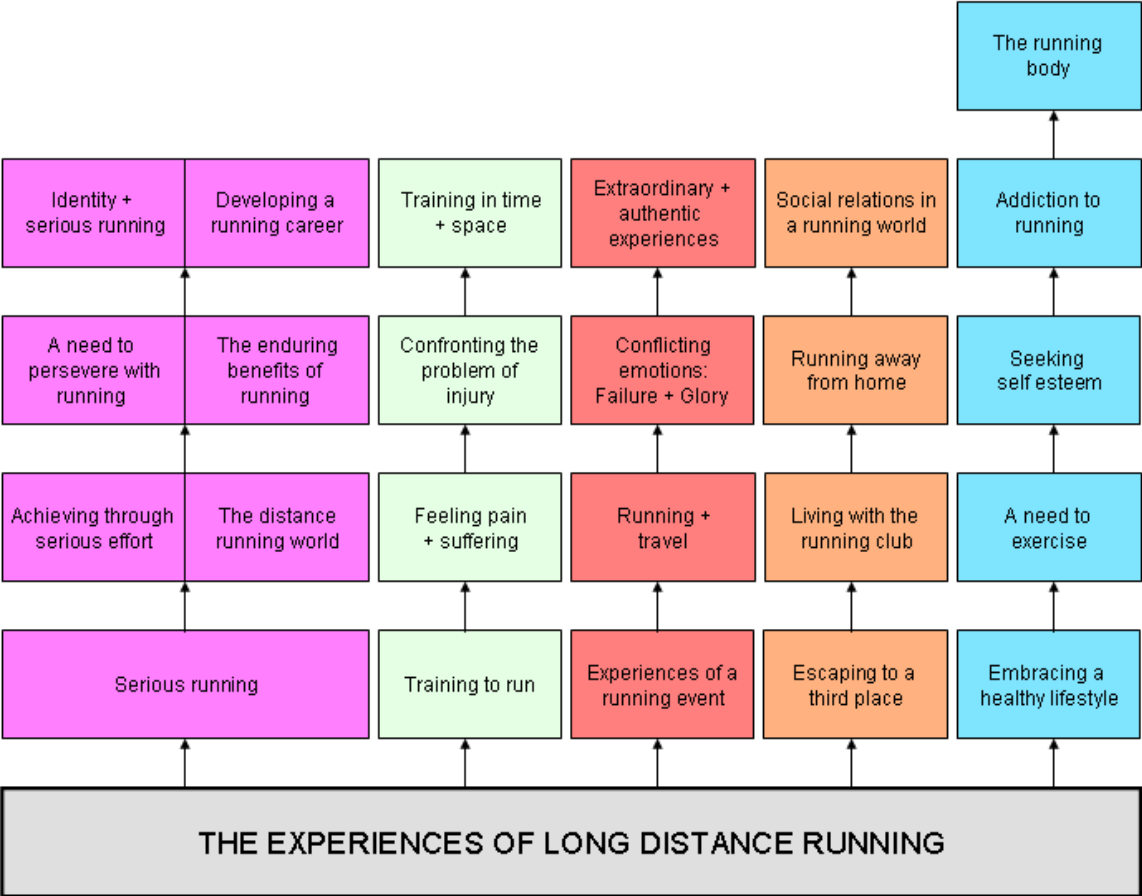 The running
body
Identity +
serious running
Developing a
running career
Training in time
+ space
Extraordinary +
authentic
experiences
Social relations in
a running world
Addiction to
running
A need to
persevere with
running
The enduring
benefits of
running
Confronting the
problem of
injury
Conflicting
emotions:
Failure + Glory
Running away
from home
Seeking
self esteem
Achieving through
serious effort
The distance
running world
Feeling pain
+ suffering
Running +
travel
Living with the
running club
A need to
exercise
Serious running
Training to run
Experiences of a
running event
Escaping to a
third place
Embracing a
healthy lifestyle
THE EXPERIENCES OF LONG DISTANCE RUNNING